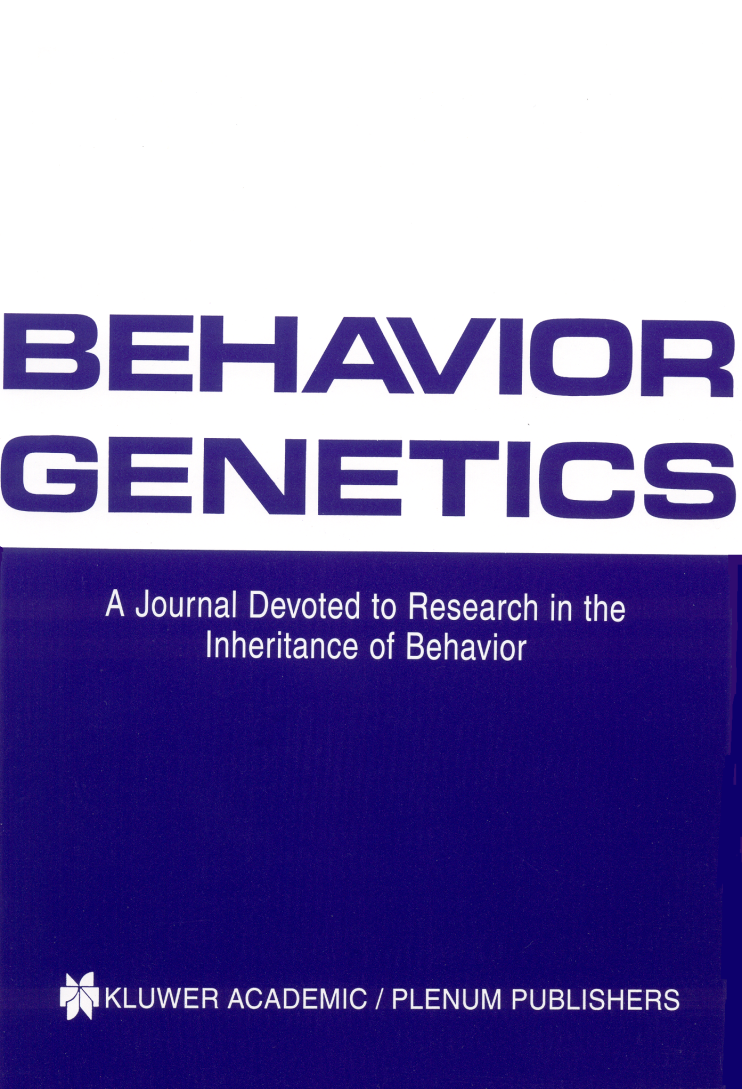 BEHAVIOR
GENETICS
A Journal Devoted to Research in the
Inheritance of Behavior
KLUWER ACADEMIC / PLENUM PUBLISHERS